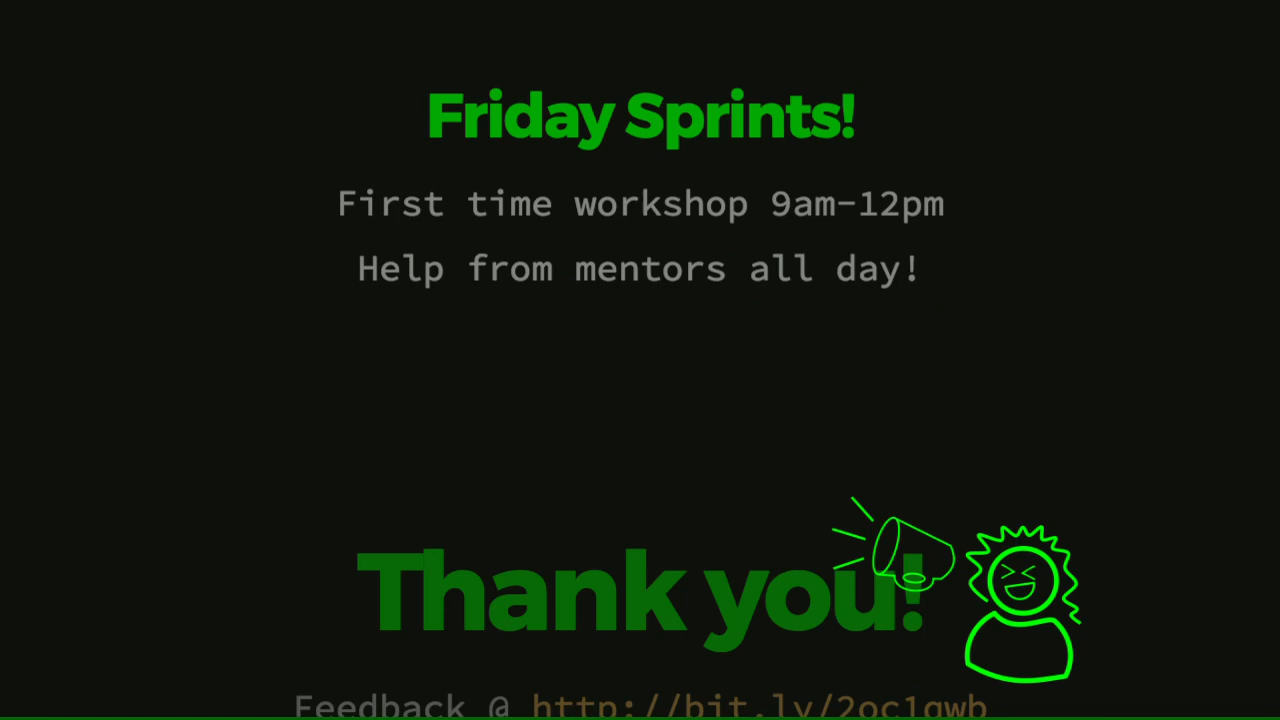 Friday Sprints!
First time workshop 9am-12pm
Help from mentors all day!
Thank you!
Feedback @